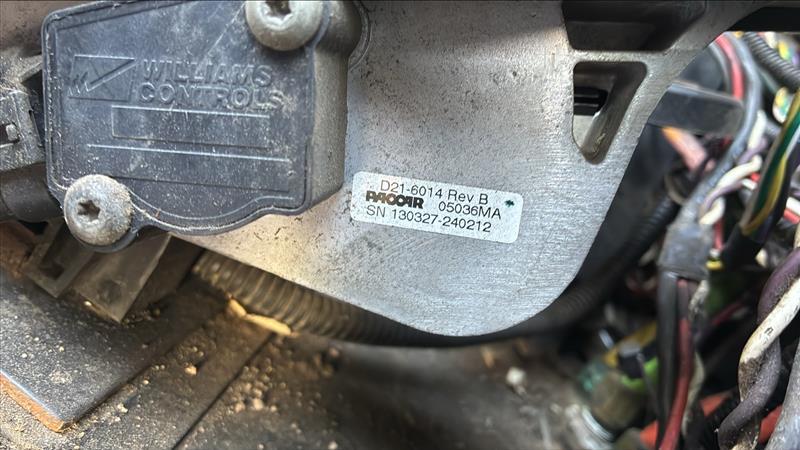 WILLIAMS
CONTROLS
D21-6014 Rev B
PACCAR 05036MA
SN 130327-240212